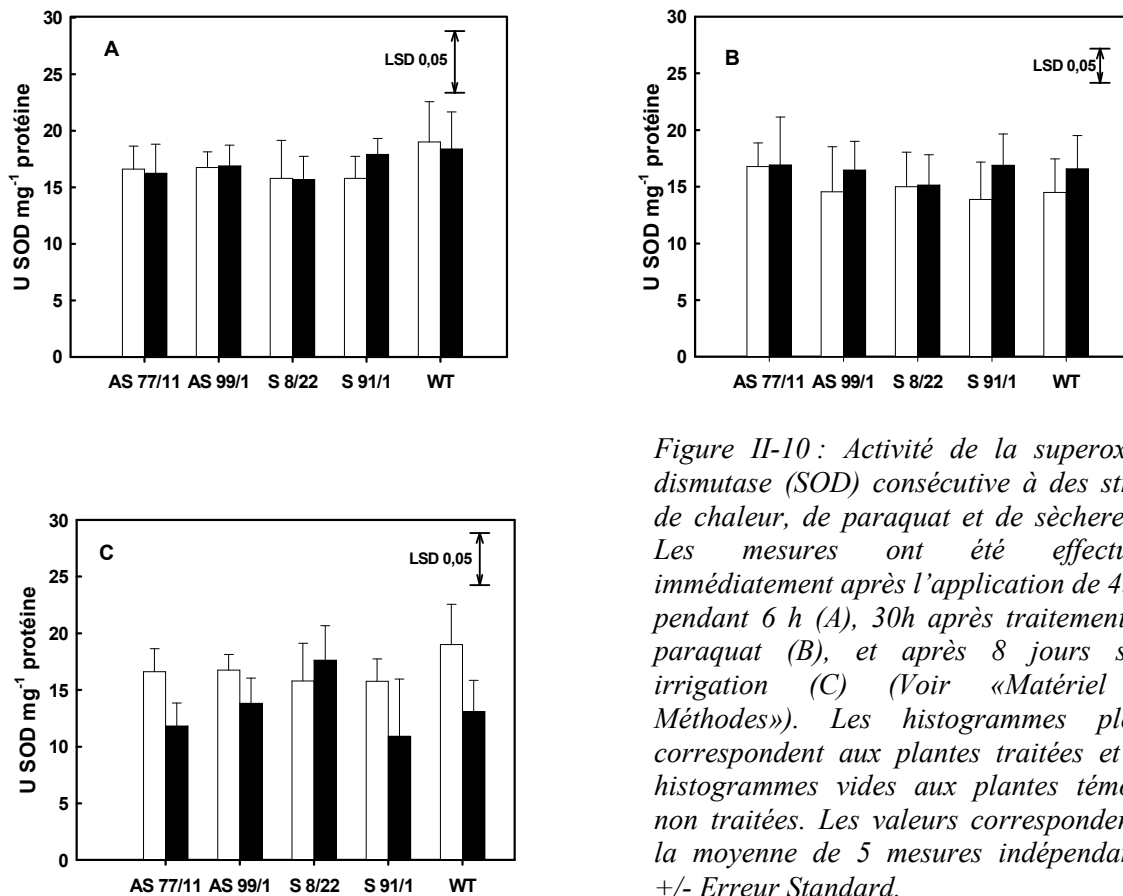 30
25
20
15
10
5
0
U SOD mg⁻¹ protéine
A
LSD 0,05
AS 77/11 AS 99/1 S 8/22 S 91/1 WT
30
25
20
15
10
5
0
U SOD mg⁻¹ protéine
B
LSD 0,05
AS 77/11 AS 99/1 S 8/22 S 91/1 WT
30
25
20
15
10
5
0
U SOD mg⁻¹ protéine
C
LSD 0,05
AS 77/11 AS 99/1 S 8/22 S 91/1 WT
Figure II-10 : Activité de la superox
dismutase (SOD) consécutive à des
de chaleur, de paraquat et de sèchere
Les mesures ont été effectu
immédiatement après l’application de
pendant 6 h (A), 30h après traitement
paraquat (B), et après 8 jours
irrigation (C) (Voir «Matériel
Méthodes»). Les histogrammes
correspondent aux plantes traitées et
histogrammes vides aux plantes témo
non traitées. Les valeurs corresponden
la moyenne de 5 mesures indépendan
+/- Erreur Standard.